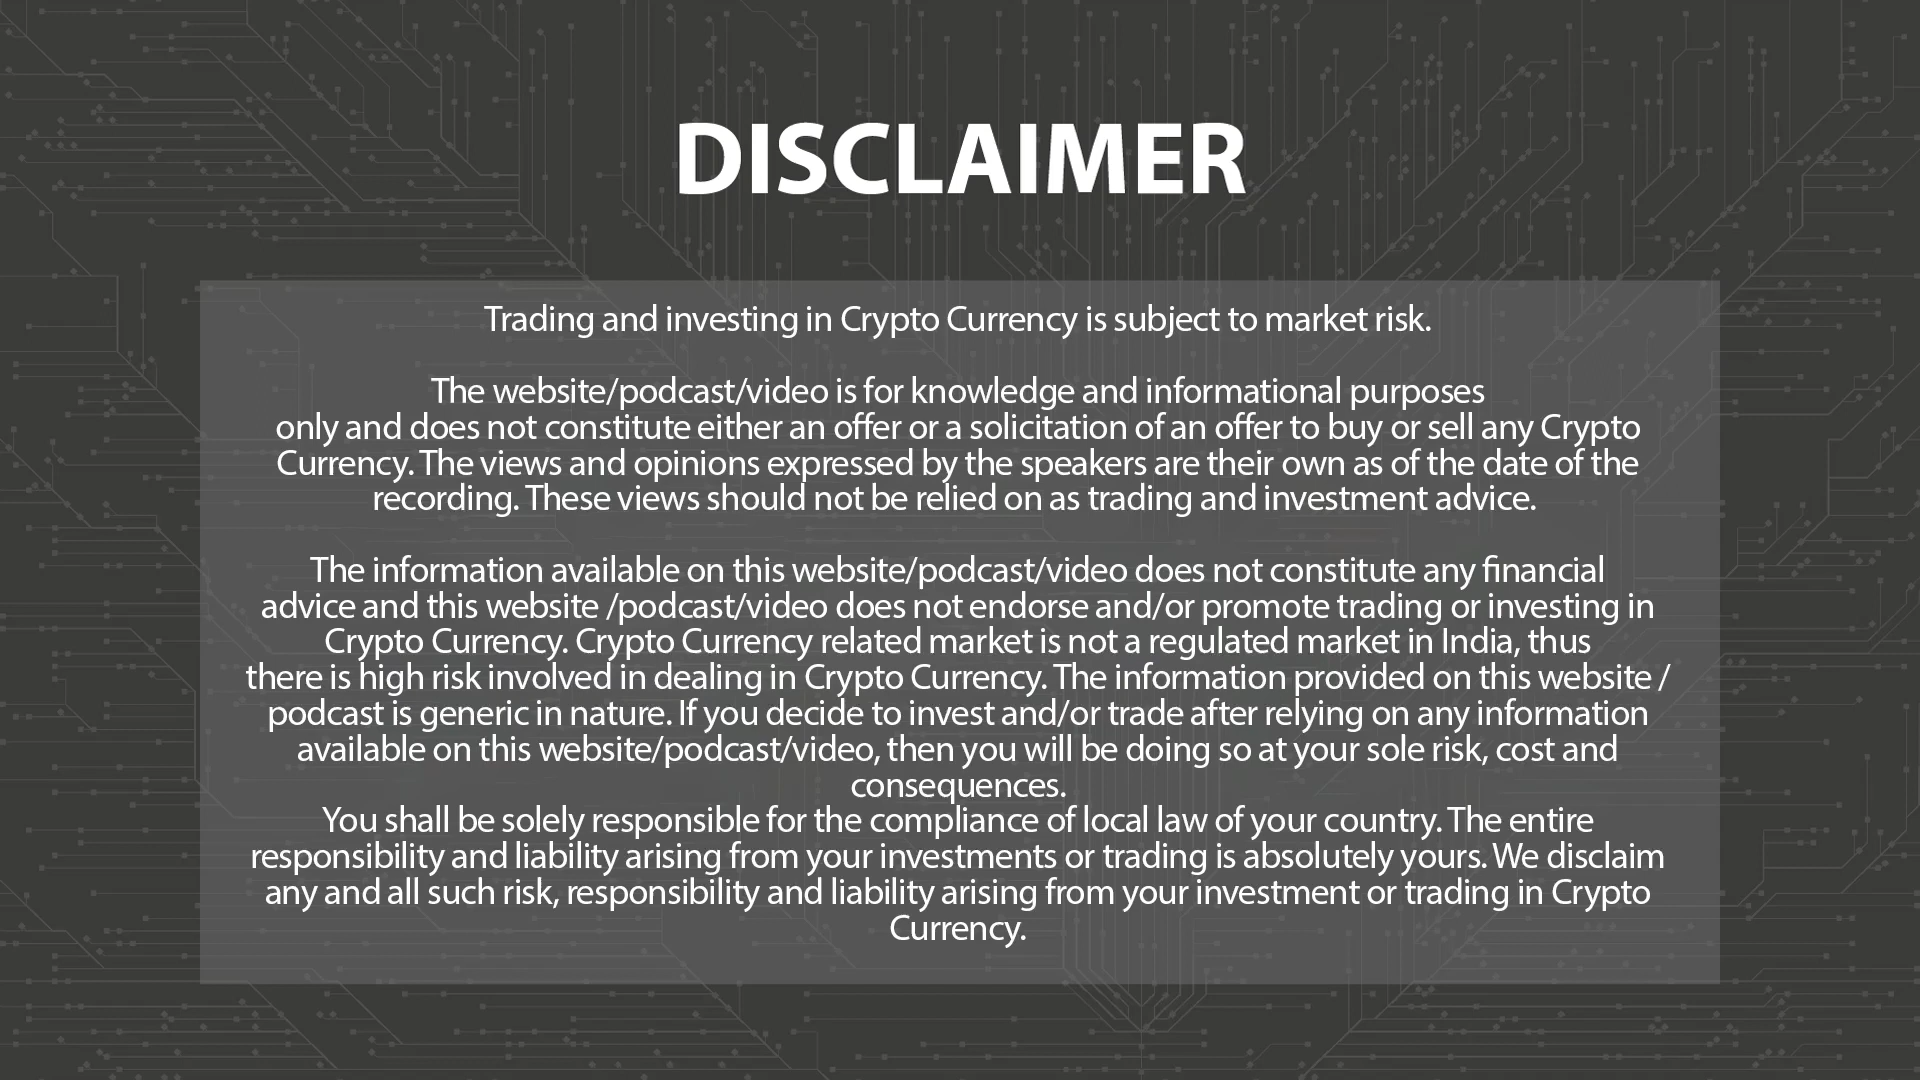 DISCLAIMER
Trading and investing in Crypto Currency is subject to market risk.
The website/podcast/video is for knowledge and informational purposes
only and does not constitute either an offer or a solicitation of an offer to buy or sell any Crypto
Currency. The views and opinions expressed by the speakers are their own as of the date of the
recording. These views should not be relied on as trading and investment advice.
The information available on this website/podcast/video does not constitute any financial
advice and this website /podcast/video does not endorse and/or promote trading or investing in
Crypto Currency. Crypto Currency related market is not a regulated market in India, thus
there is high risk involved in dealing in Crypto Currency. The information provided on this website /
podcast is generic in nature. If you decide to invest and/or trade after relying on any information
available on this website/podcast/video, then you will be doing so at your sole risk, cost and
consequences.
You shall be solely responsible for the compliance of local law of your country. The entire
responsibility and liability arising from your investments or trading is absolutely yours. We disclaim
any and all such risk, responsibility and liability arising from your investment or trading in Crypto
Currency.